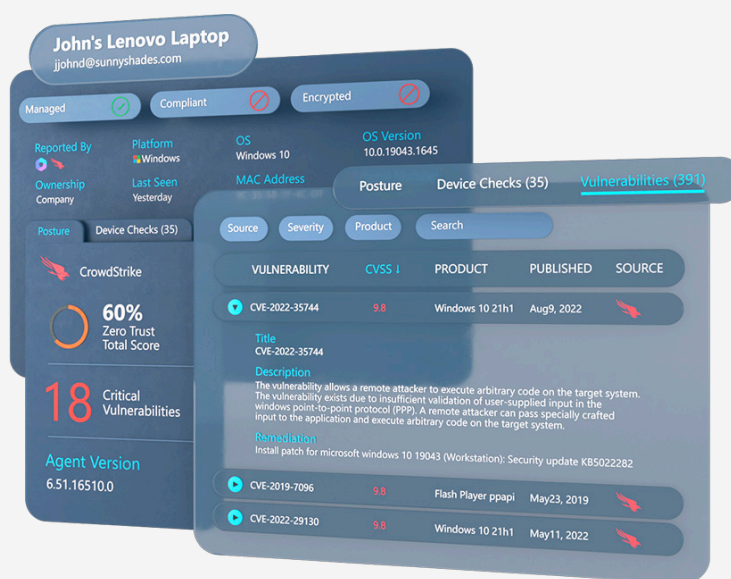 John's Lenovo Laptop
jjohnd@sunnyshades.com
Managed
Compliant
Encrypted
Reported By
Platform
Windows
OS
Windows 10
OS Version
10.0.19043.1645
Ownership
Company
Last Seen
Yesterday
MAC Address
Posture
Device Checks (35)
CrowdStrike
60%
Zero Trust
Total Score
18
Critical
Vulnerabilities
Agent Version
6.51.16510.0
Posture
Device Checks (35)
Vulnerabilities (391)
Source
Severity
Product
Search
VULNERABILITY CVSS ↓ PRODUCT PUBLISHED SOURCE
CVE-2022-35744 9.8 Windows 10 21h1 Aug9, 2022
Title
CVE-2022-35744
Description
The vulnerability allows a remote attacker to execute arbitrary code on the target system.
The vulnerability exists due to insufficient validation of user-supplied input in the
windows point-to-point protocol (PPP). A remote attacker can pass specially crafted
input to the application and execute arbitrary code on the target system.
Remediation
Install patch for microsoft windows 10 19043 (Workstation): Security update KB5022282
CVE-2019-7096 9.8 Flash Player ppapi May23, 2019
CVE-2022-29130 9.8 Windows 10 21h1 May11, 2022